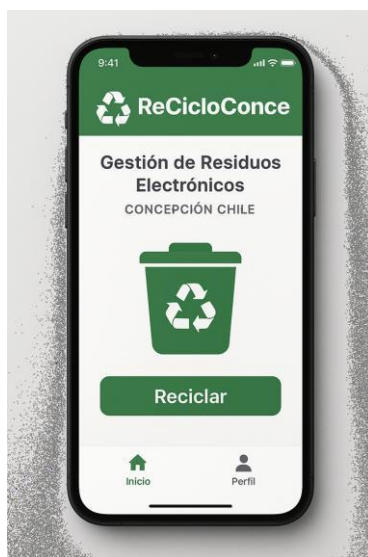 9:41
ReCicloConce
Gestión de Residuos
Electrónicos
CONCEPCIÓN CHILE
Reciclar
Inicio
Perfil